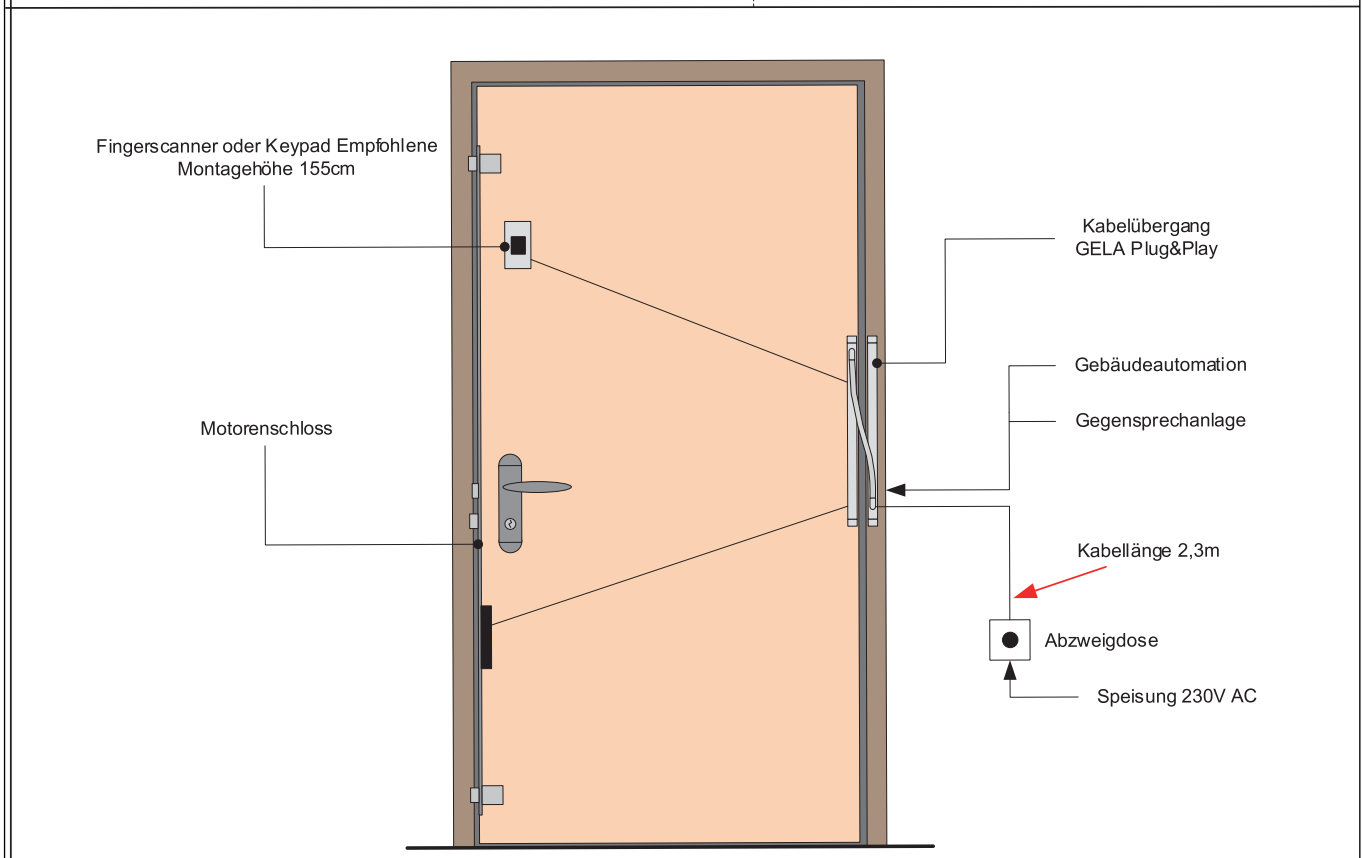 Fingerscanner oder Keypad Empfohlene
Montagehöhe 155cm
Kabelübergang
GELA Plug&Play
Gebäudeautomation
Gegensprechanlage
Motorenschloss
Kabellänge 2,3m
Abzweigdose
Speisung 230V AC